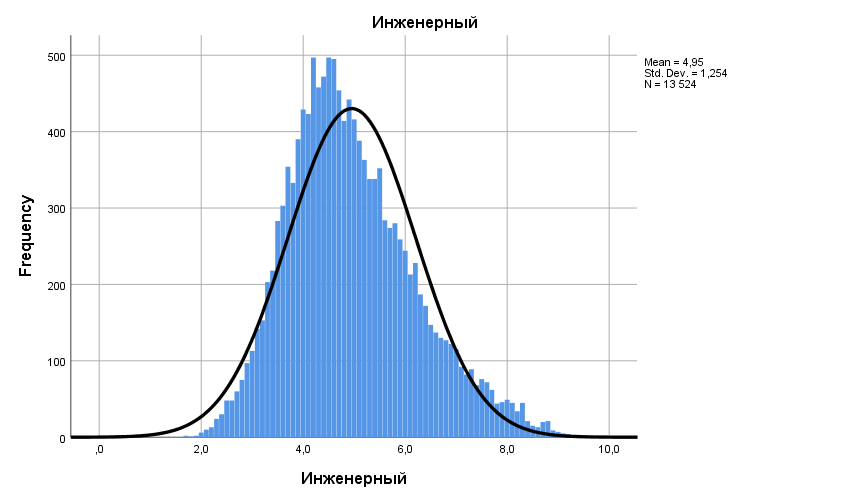 Инженерный
Mean = 4,95
Std. Dev. = 1,254
N = 13 524
Frequency
500
400
300
200
100
0
,0
2,0
4,0
6,0
8,0
10,0
Инженерный